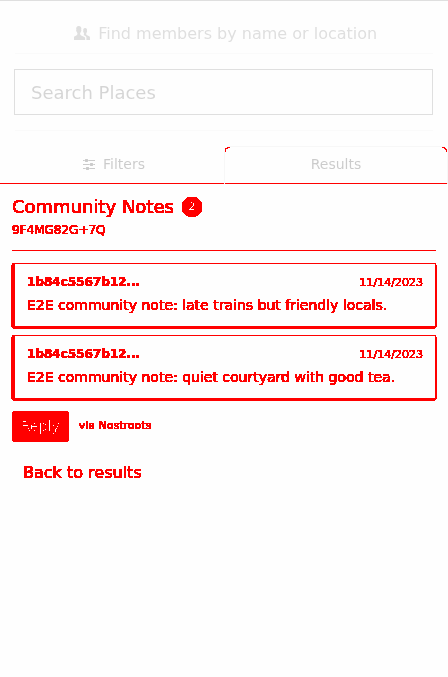 Find members by name or location
Search Places
Filters
Results
Community Notes 2
9F4MG82G+7Q
1b84c5567b12...
11/14/2023
E2E community note: late trains but friendly locals.
1b84c5567b12...
11/14/2023
E2E community note: quiet courtyard with good tea.
Reply
via Nostroots
Back to results